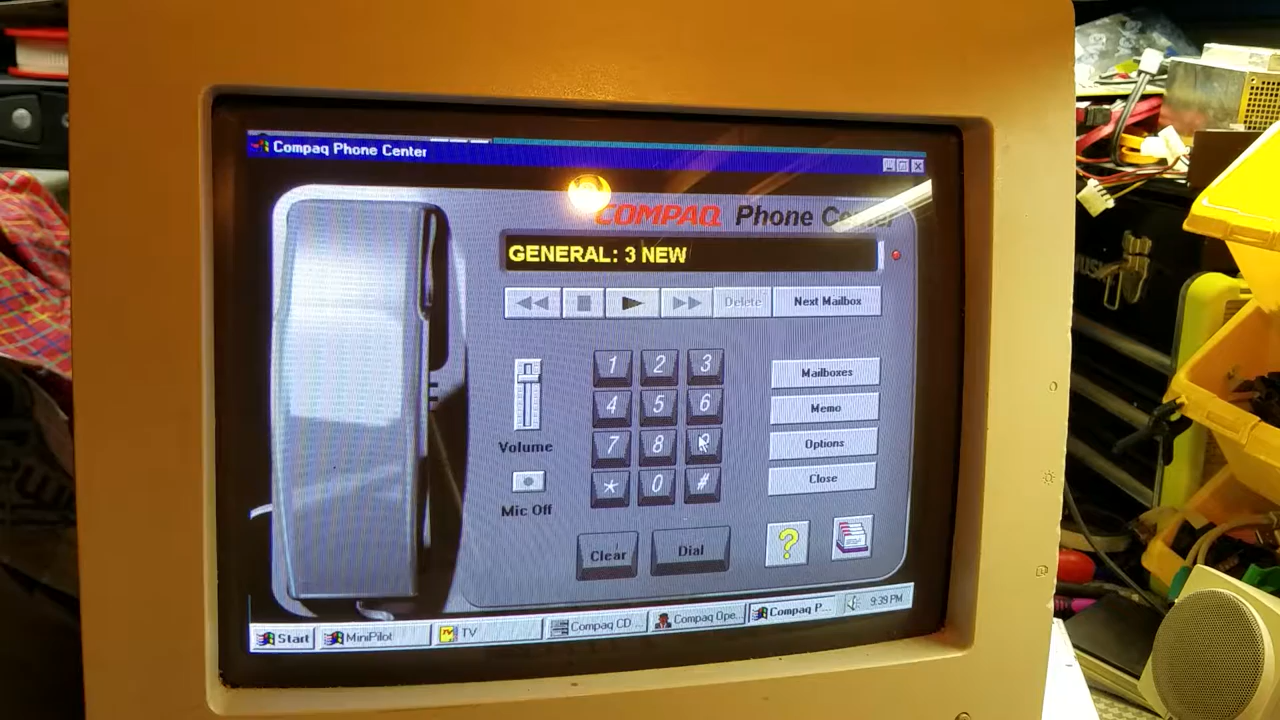 Compaq Phone Center
COMPAQ Phone Center
GENERAL: 3 NEW
Delete
Next Mailbox
1 2 3
4 5 6
7 8 9
* 0 #
Volume
Mic Off
Mailboxes
Memo
Options
Close
Clear
Dial
?
Start
MiniPilot
TV
Compaq CD ...
Compaq Ope...
Compaq P...
9:39 PM